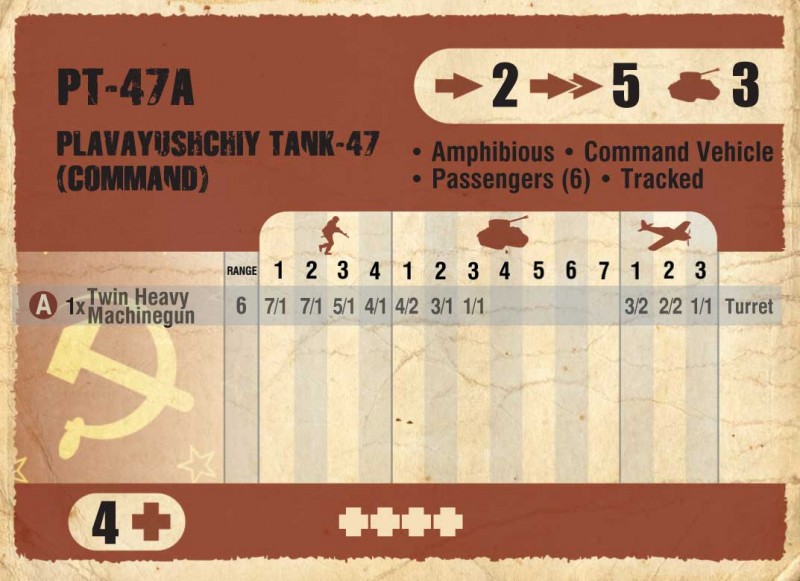 PT-47A
2 5 3
PLAVAYUSHCHIY TANK-47
(COMMAND)
• Amphibious • Command Vehicle
• Passengers (6) • Tracked
RANGE 1 2 3 4 1 2 3 4 5 6 7 1 2 3
A 1x Twin Heavy Machinegun 6 7/1 7/1 5/1 4/1 4/2 3/1 1/1 3/2 2/2 1/1 Turret
4